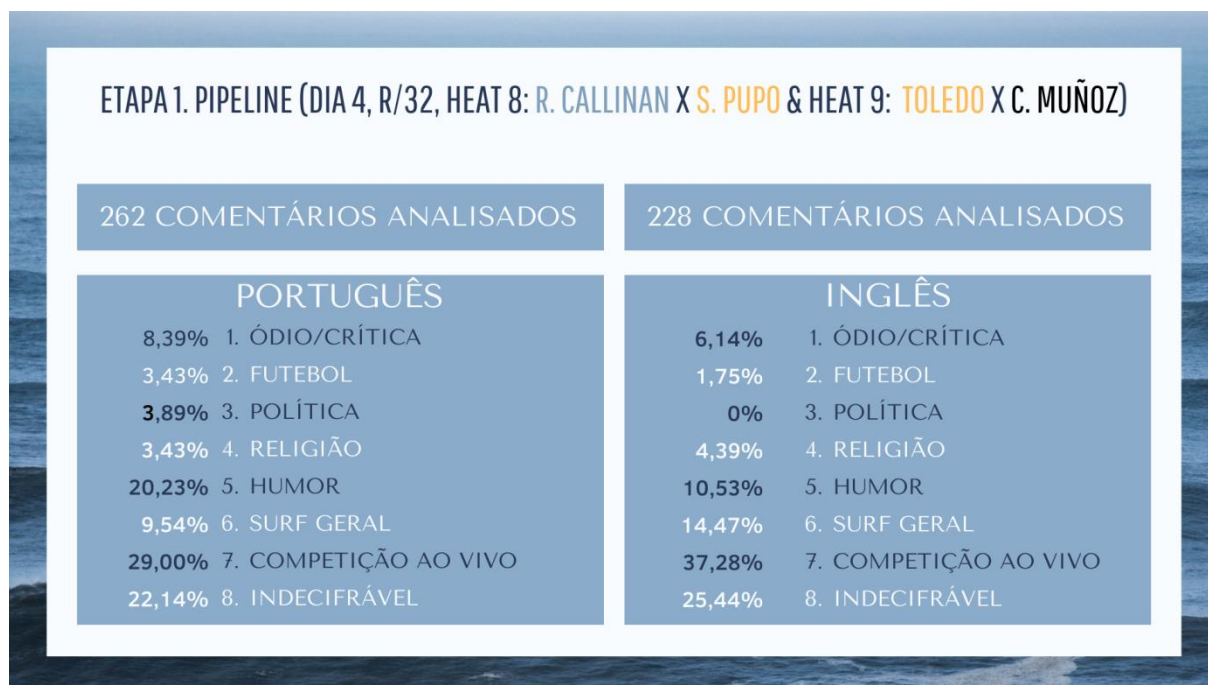 ETAPA 1. PIPELINE (DIA 4, R/32, HEAT 8: R. CALLINAN X S. PUPO & HEAT 9: TOLEDO X C. MUÑOZ)
262 COMENTÁRIOS ANALISADOS
PORTUGUÊS
8,39% 1. ÓDIO/CRÍTICA
3,43% 2. FUTEBOL
3,89% 3. POLÍTICA
3,43% 4. RELIGIÃO
20,23% 5. HUMOR
9,54% 6. SURF GERAL
29,00% 7. COMPETIÇÃO AO VIVO
22,14% 8. INDECIFRÁVEL
228 COMENTÁRIOS ANALISADOS
INGLÊS
6,14% 1. ÓDIO/CRÍTICA
1,75% 2. FUTEBOL
0% 3. POLÍTICA
4,39% 4. RELIGIÃO
10,53% 5. HUMOR
14,47% 6. SURF GERAL
37,28% 7. COMPETIÇÃO AO VIVO
25,44% 8. INDECIFRÁVEL